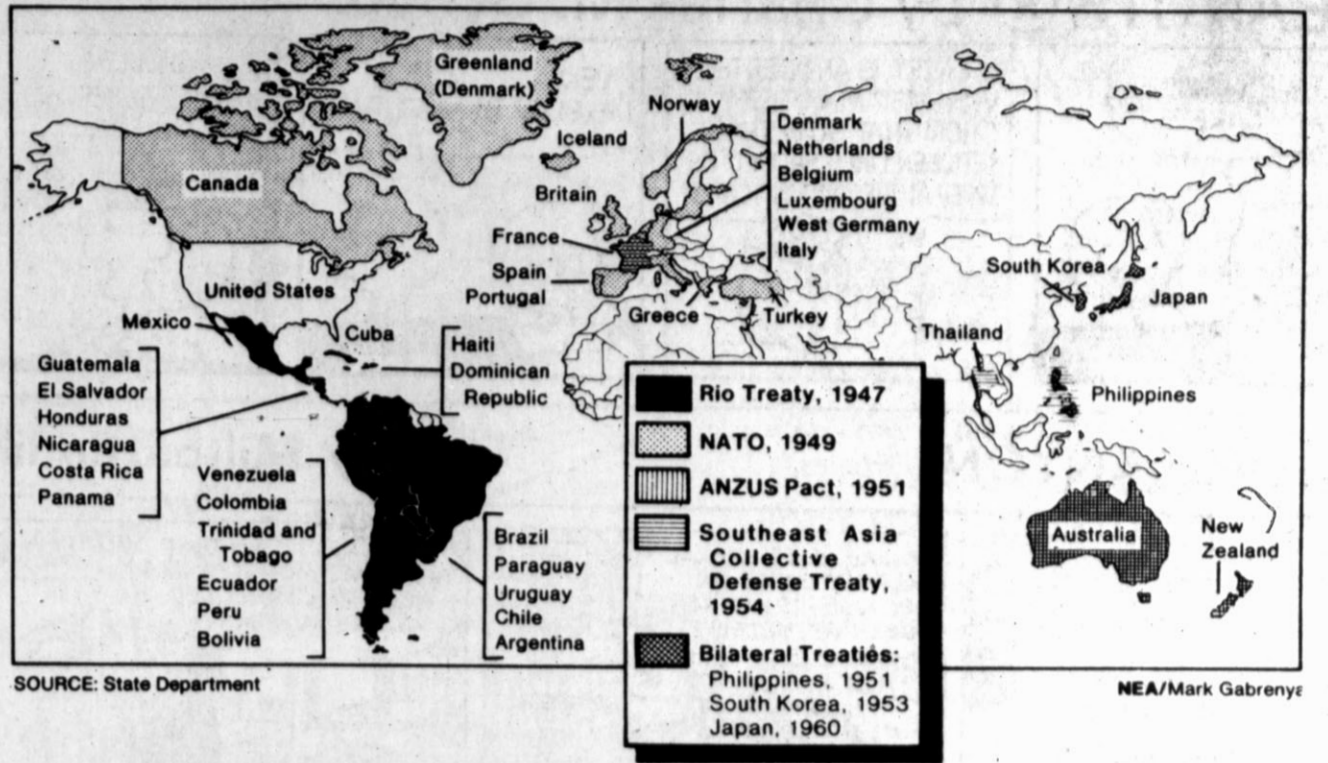 Greenland
(Denmark)
Iceland
Canada
Britain
Norway
Denmark
Netherlands
Belgium
Luxembourg
West Germany
Italy
France
Spain
Portugal
Greece
Turkey
United States
Mexico
Cuba
Haiti
Dominican
Republic
Guatemala
El Salvador
Honduras
Nicaragua
Costa Rica
Panama
Venezuela
Colombia
Trinidad and
Tobago
Ecuador
Peru
Bolivia
Brazil
Paraguay
Uruguay
Chile
Argentina
South Korea
Japan
Thailand
Philippines
Australia
New
Zealand
Rio Treaty, 1947
NATO, 1949
ANZUS Pact, 1951
Southeast Asia
Collective
Defense Treaty,
1954
Bilateral Treaties:
Philippines, 1951
South Korea, 1953
Japan, 1960
SOURCE: State Department
NEA/Mark Gabrenya